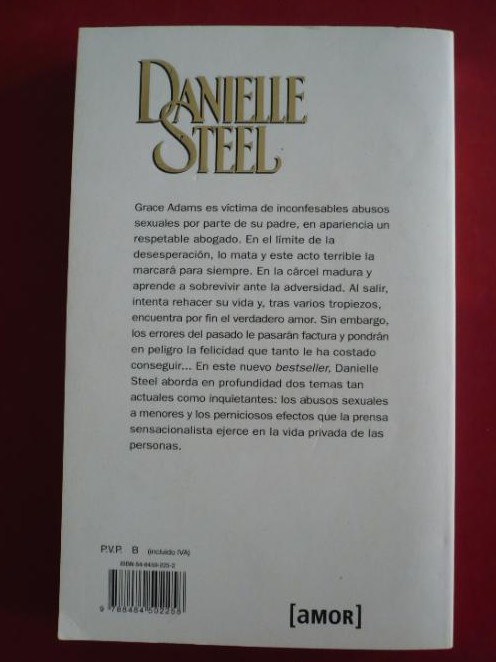 DANIELLE
STEEL
Grace Adams es víctima de inconfesables abusos
sexuales por parte de su padre, en apariencia un
respetable abogado. En el límite de la
desesperación, lo mata y este acto terrible la
marcará para siempre. En la cárcel madura y
aprende a sobrevivir ante la adversidad. Al salir,
intenta rehacer su vida y, tras varios tropiezos,
encuentra por fin el verdadero amor. Sin embargo,
los errores del pasado le pasarán factura y pondrán
en peligro la felicidad que tanto le ha costado
conseguir... En este nuevo bestseller, Danielle
Steel aborda en profundidad dos temas tan
actuales como inquietantes: los abusos sexuales
a menores y los perniciosos efectos que la prensa
sensacionalista ejerce en la vida privada de las
personas.
P.V.P. B (incluido IVA)
9 788484 502258
[AMOR]